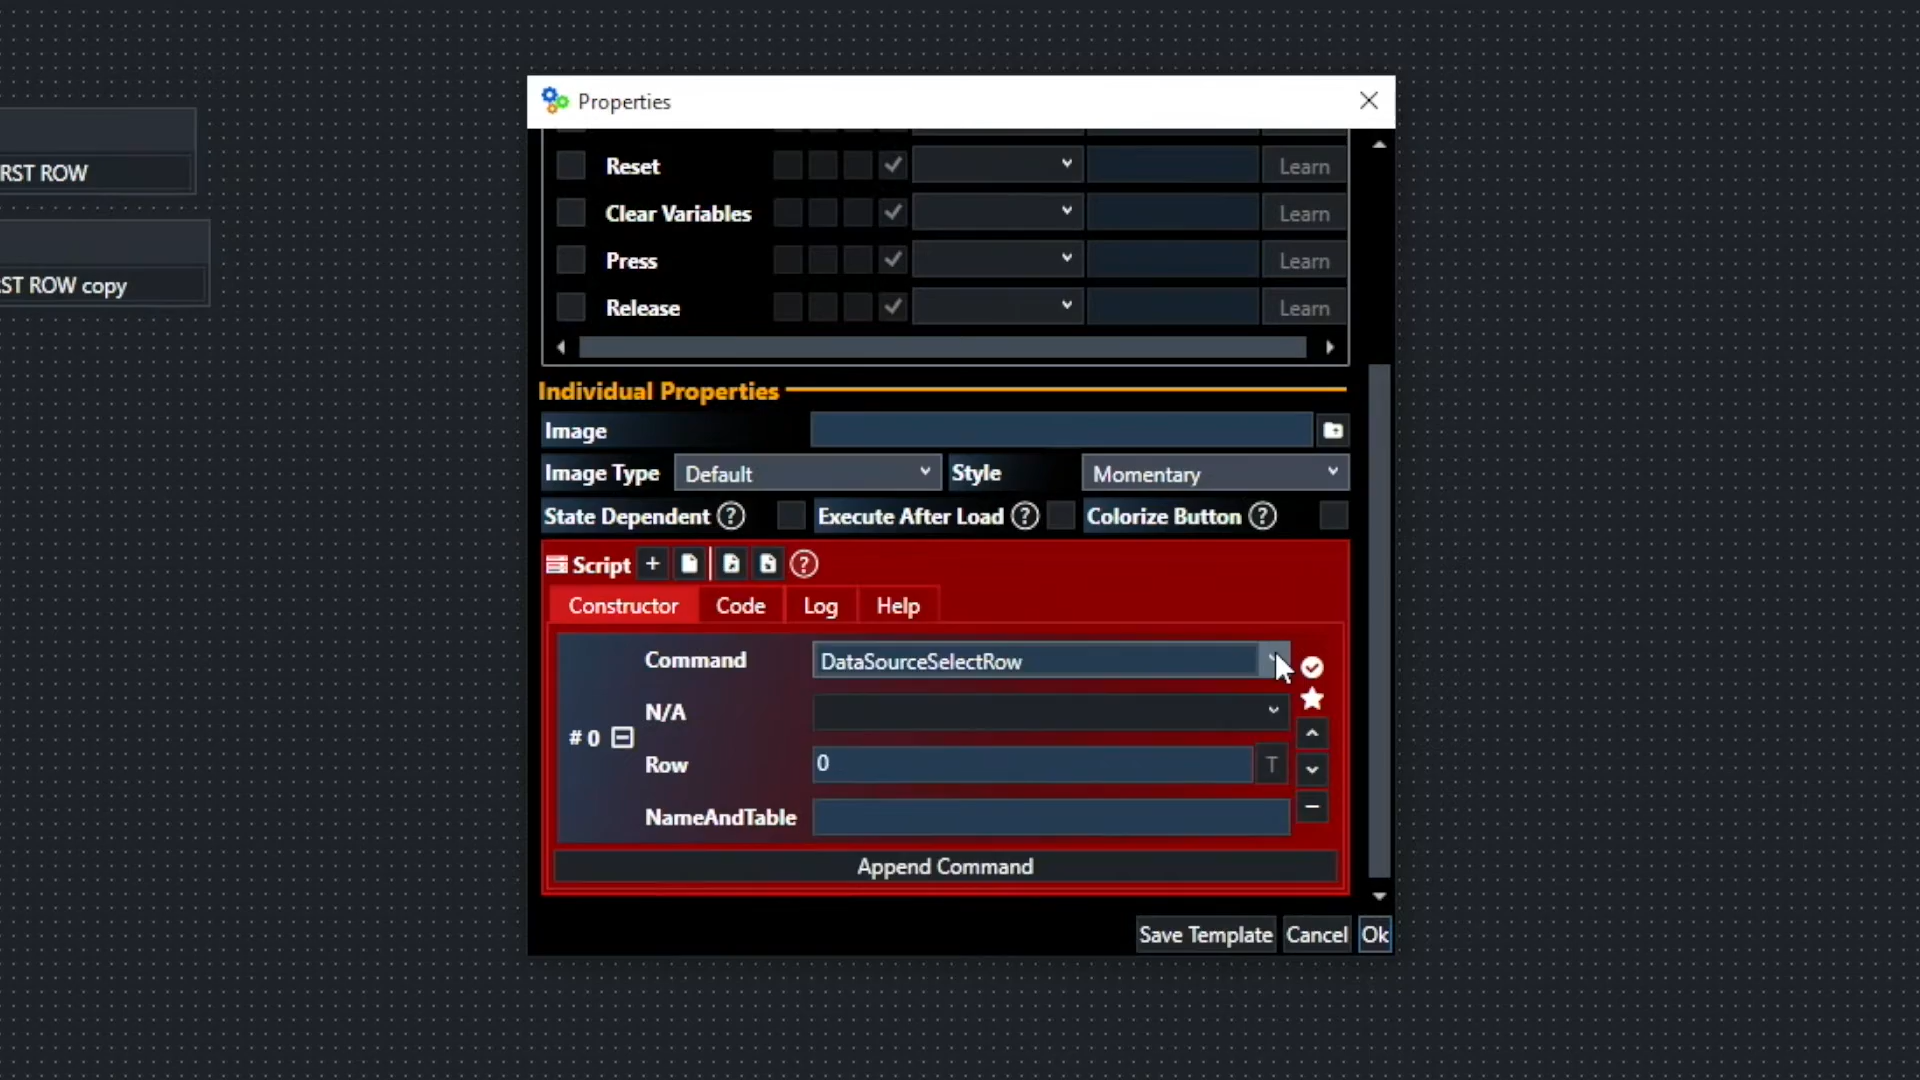 Properties
RST ROW
ST ROW copy
Reset Learn
Clear Variables Learn
Press Learn
Release Learn
Individual Properties
Image
Image Type Default Style Momentary
State Dependent ? Execute After Load ? Colorize Button ?
Script + ?
Constructor Code Log Help
Command DataSourceSelectRow
N/A
# 0
Row 0 T
NameAndTable
Append Command
Save Template Cancel Ok